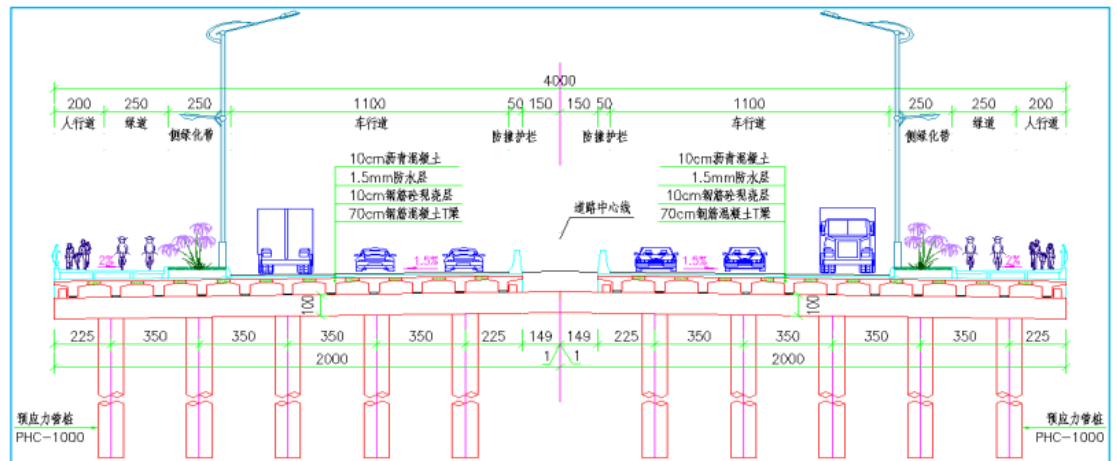 4000
200 250 250 1100 50 150 150 50 1100 250 250 200
人行道 绿道 侧绿化带 车行道 防撞护栏 防撞护栏 车行道 侧绿化带 绿道 人行道
10cm沥青混凝土 10cm沥青混凝土
1.5mm防水层 1.5mm防水层
10cm钢筋砼现浇层 10cm钢筋砼现浇层
70cm钢筋混凝土T梁 70cm钢筋混凝土T梁
道路中心线
2% 1.5% 1.5% 2%
100 100
225 350 350 350 350 225 149 149 225 350 350 350 350 225
1 1
2000 2000
预应力管桩 预应力管桩
PHC-1000 PHC-1000